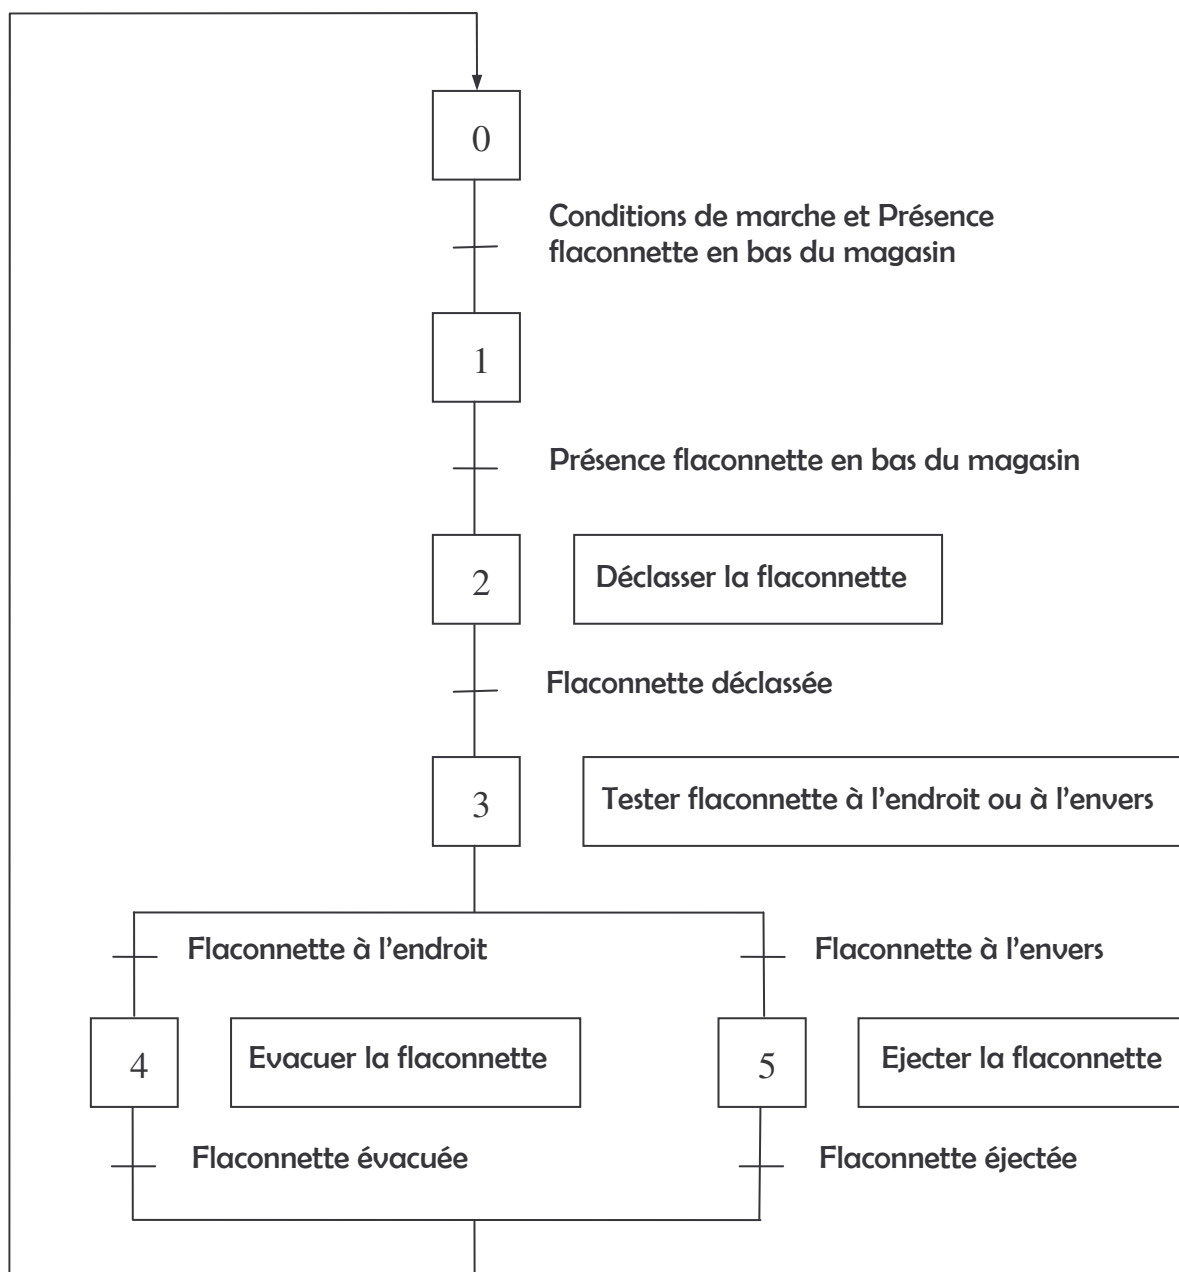 0
Conditions de marche et Présence
flaconnette en bas du magasin
1
Présence flaconnette en bas du magasin
2
Déclasser la flaconnette
Flaconnette déclassée
3
Tester flaconnette à l'endroit ou à l'envers
Flaconnette à l'endroit
Flaconnette à l'envers
4
Evacuer la flaconnette
5
Ejecter la flaconnette
Flaconnette évacuée
Flaconnette éjectée